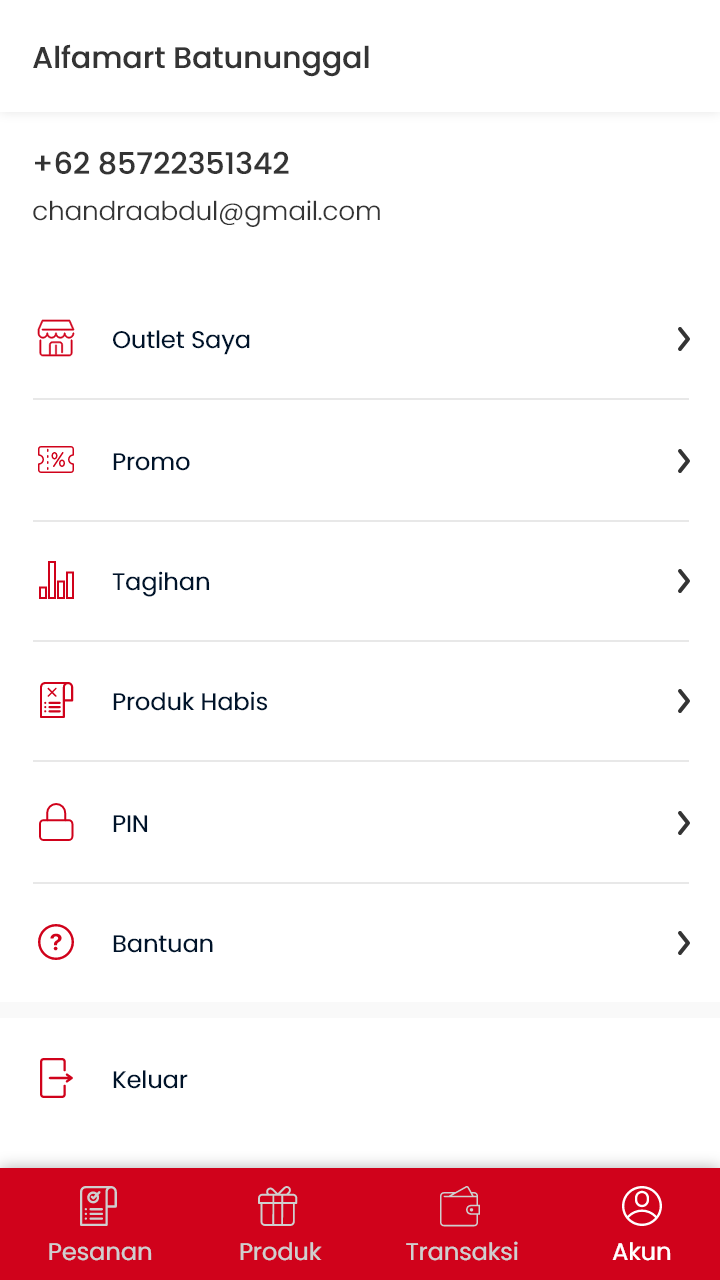 Alfamart Batununggal
+62 85722351342
chandraabdul@gmail.com
Outlet Saya
Promo
Tagihan
Produk Habis
PIN
Bantuan
Keluar
Pesanan Produk Transaksi Akun